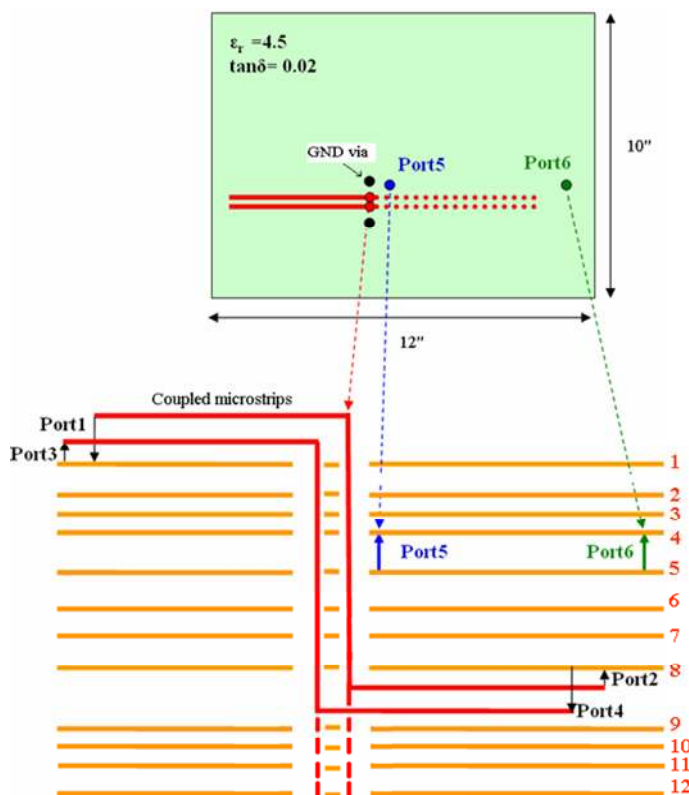 εr =4.5
tanδ= 0.02
GND via
Port5
Port6
10"
12"
Coupled microstrips
Port1
Port3
1
2
3
4
Port5
Port6
5
6
7
8
Port2
Port4
9
10
11
12